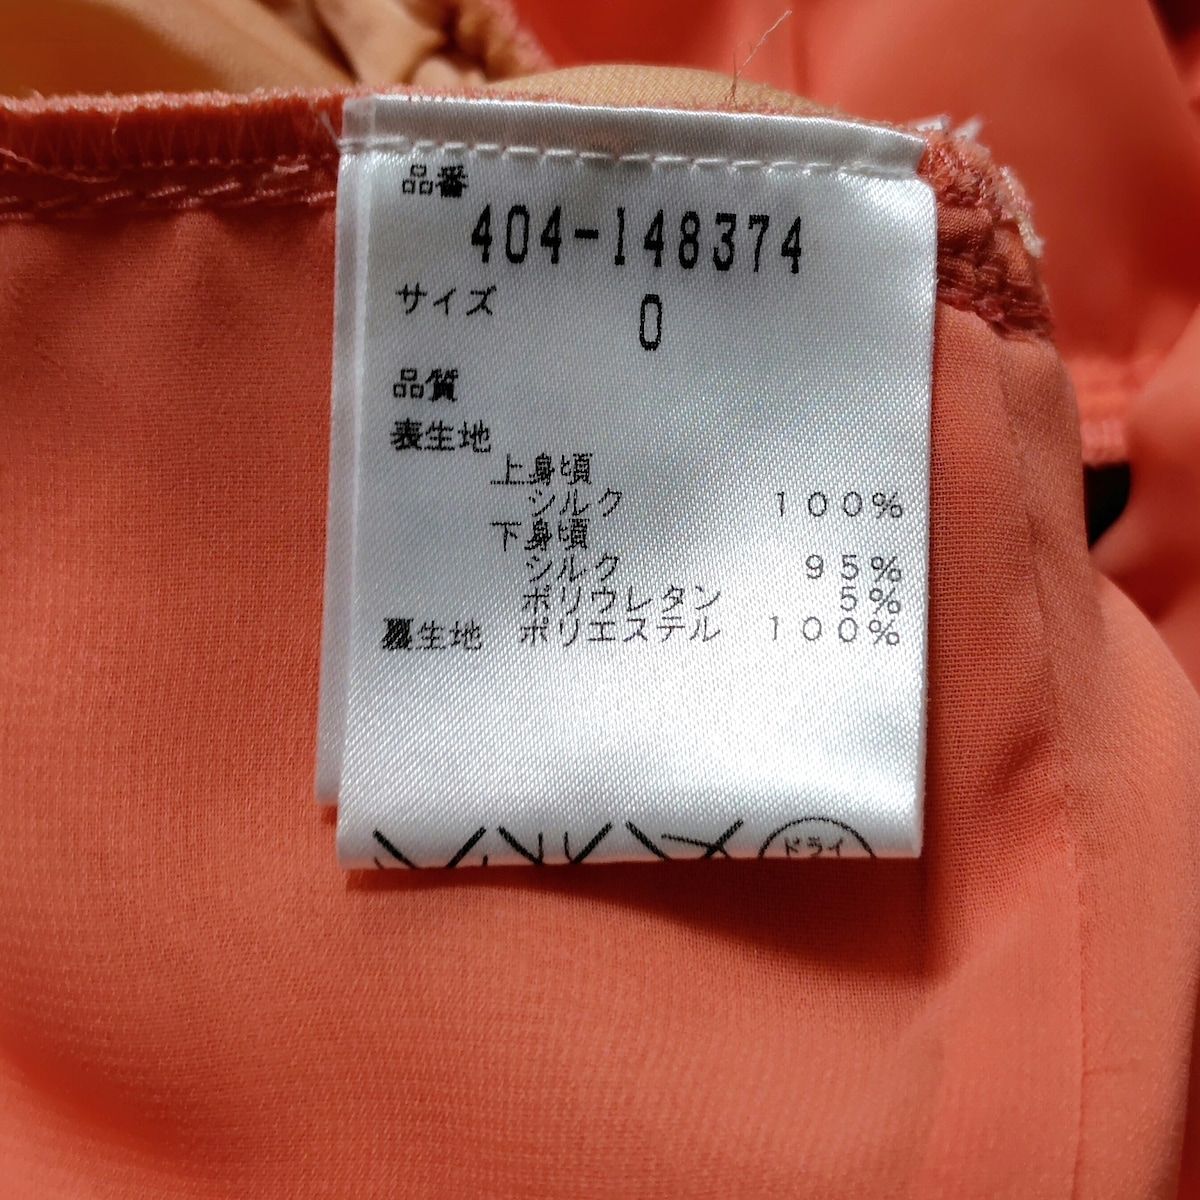 品番
404-148374
サイズ
0
品質
表生地
上身頃
シルク 100%
下身頃
シルク 95%
ポリウレタン 5%
裏生地 ポリエステル 100%
ドライ